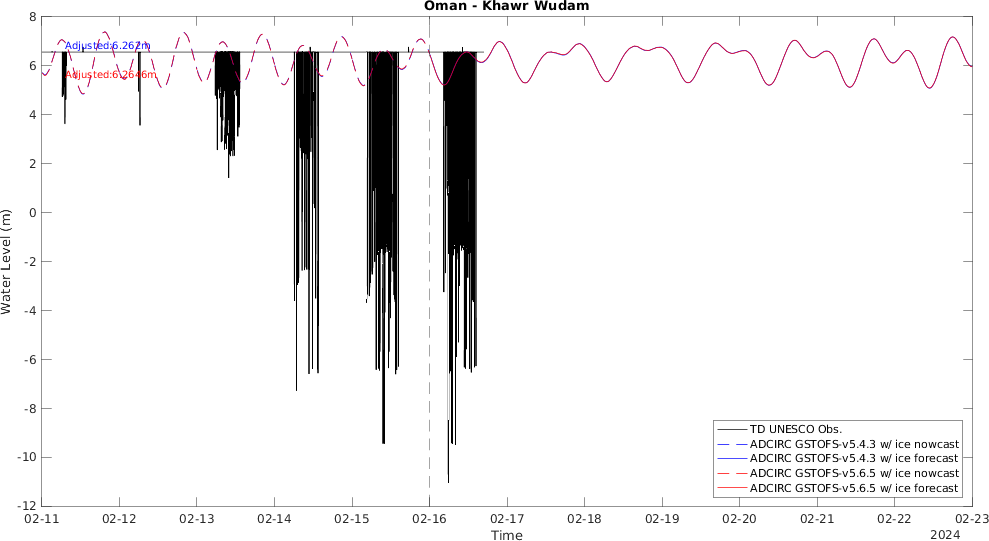 Oman - Khawr Wudam
8
6
4
2
0
-2
-4
-6
-8
-10
-12
Water Level (m)
Adjusted:6.262m
Adjusted:6.2646m
TD UNESCO Obs.
ADCIRC GSTOFS-v5.4.3 w/ ice nowcast
ADCIRC GSTOFS-v5.4.3 w/ ice forecast
ADCIRC GSTOFS-v5.6.5 w/ ice nowcast
ADCIRC GSTOFS-v5.6.5 w/ ice forecast
02-11 02-12 02-13 02-14 02-15 02-16 02-17 02-18 02-19 02-20 02-21 02-22 02-23
Time
2024